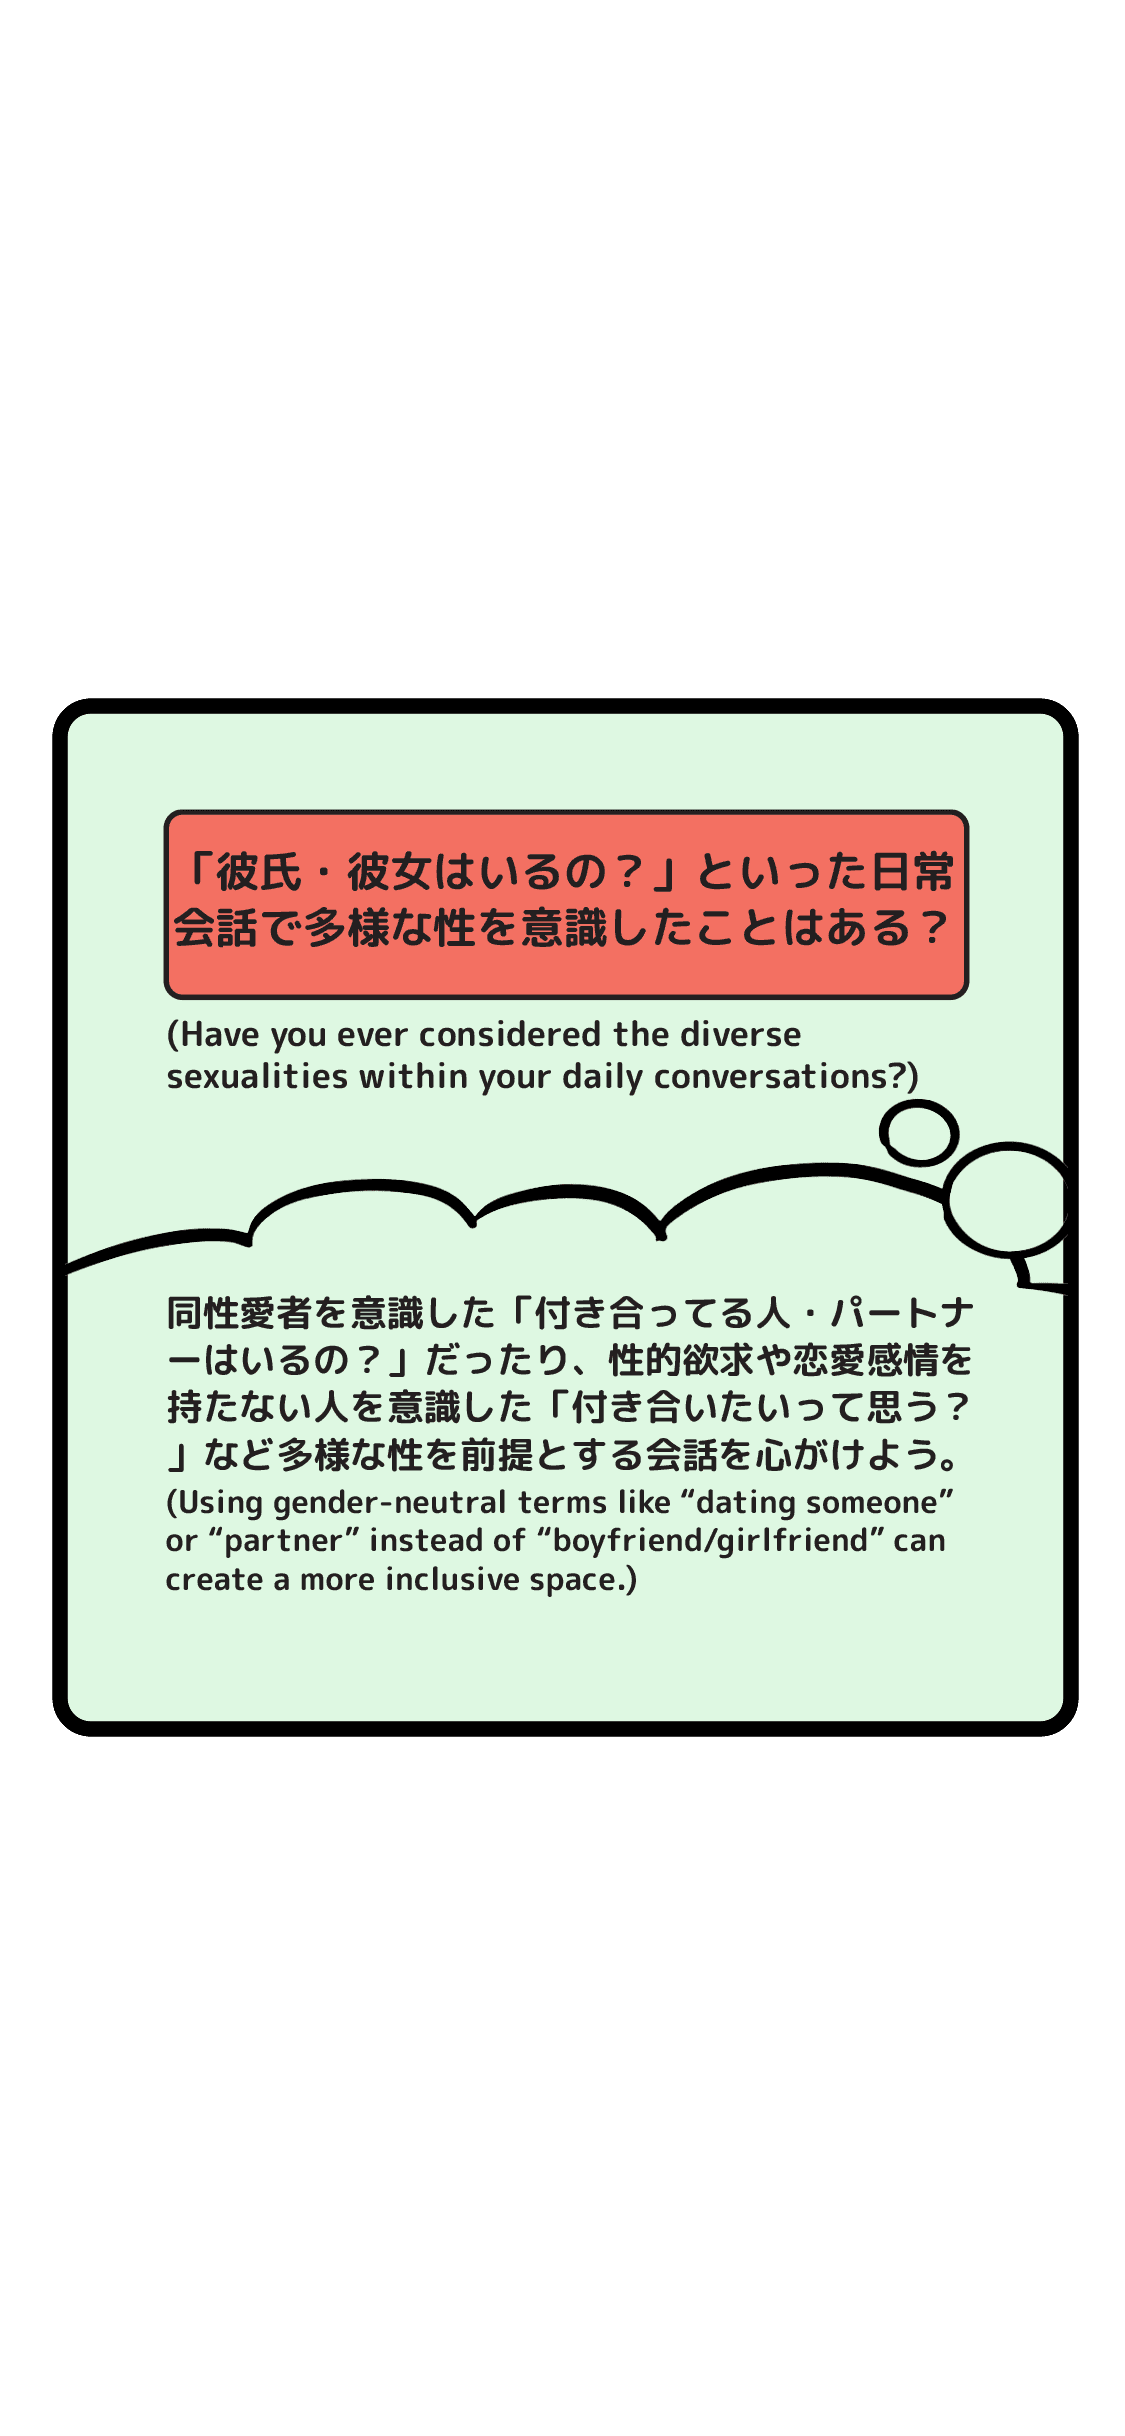 「彼氏・彼女はいるの？」といった日常
会話で多様な性を意識したことはある？
(Have you ever considered the diverse
sexualities within your daily conversations?)
同性愛者を意識した「付き合ってる人・パートナ
ーはいるの？」だったり、性的欲求や恋愛感情を
持たない人を意識した「付き合いたいって思う？
」など多様な性を前提とする会話を心がけよう。
(Using gender-neutral terms like “dating someone”
or “partner” instead of “boyfriend/girlfriend” can
create a more inclusive space.)